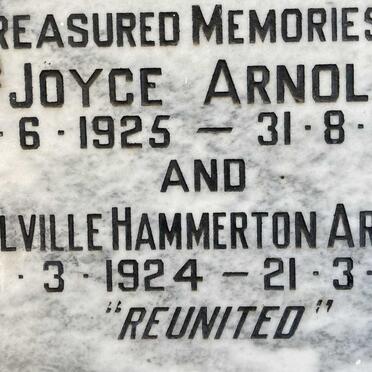 REASURED MEMORIES
JOYCE ARNOL
- 6 - 1925 — 31 - 8 -
AND
LVILLE HAMMERTON AR
- 3 - 1924 — 21 - 3 -
"REUNITED"